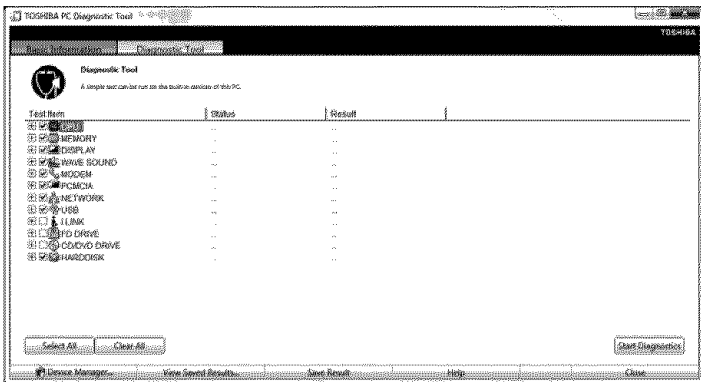 TOSHIBA PC Diagnostic Tool
TOSHIBA
Basic Information Diagnostic Tool
Diagnostic Tool
A simple test can be run on the built-in devices of this PC.
Test Item Status Result
CPU
MEMORY
DISPLAY
WAVE SOUND
MODEM
PCMCIA
NETWORK
USB
i.LINK
FD DRIVE
CD/DVD DRIVE
HARDDISK
Select All Clear All Start Diagnostics
Device Manager... View Saved Results... Save Result... Help Close